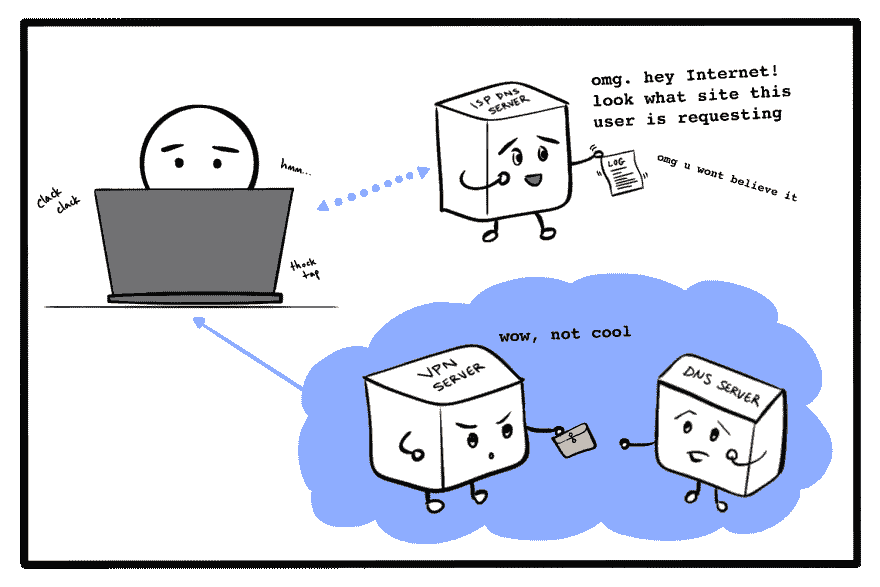 ISP DNS
SERVER
omg. hey Internet!
look what site this
user is requesting
hmm...
LOG
omg u wont believe it
clack
clack
thock
tap
wow, not cool
VPN
SERVER
DNS SERVER